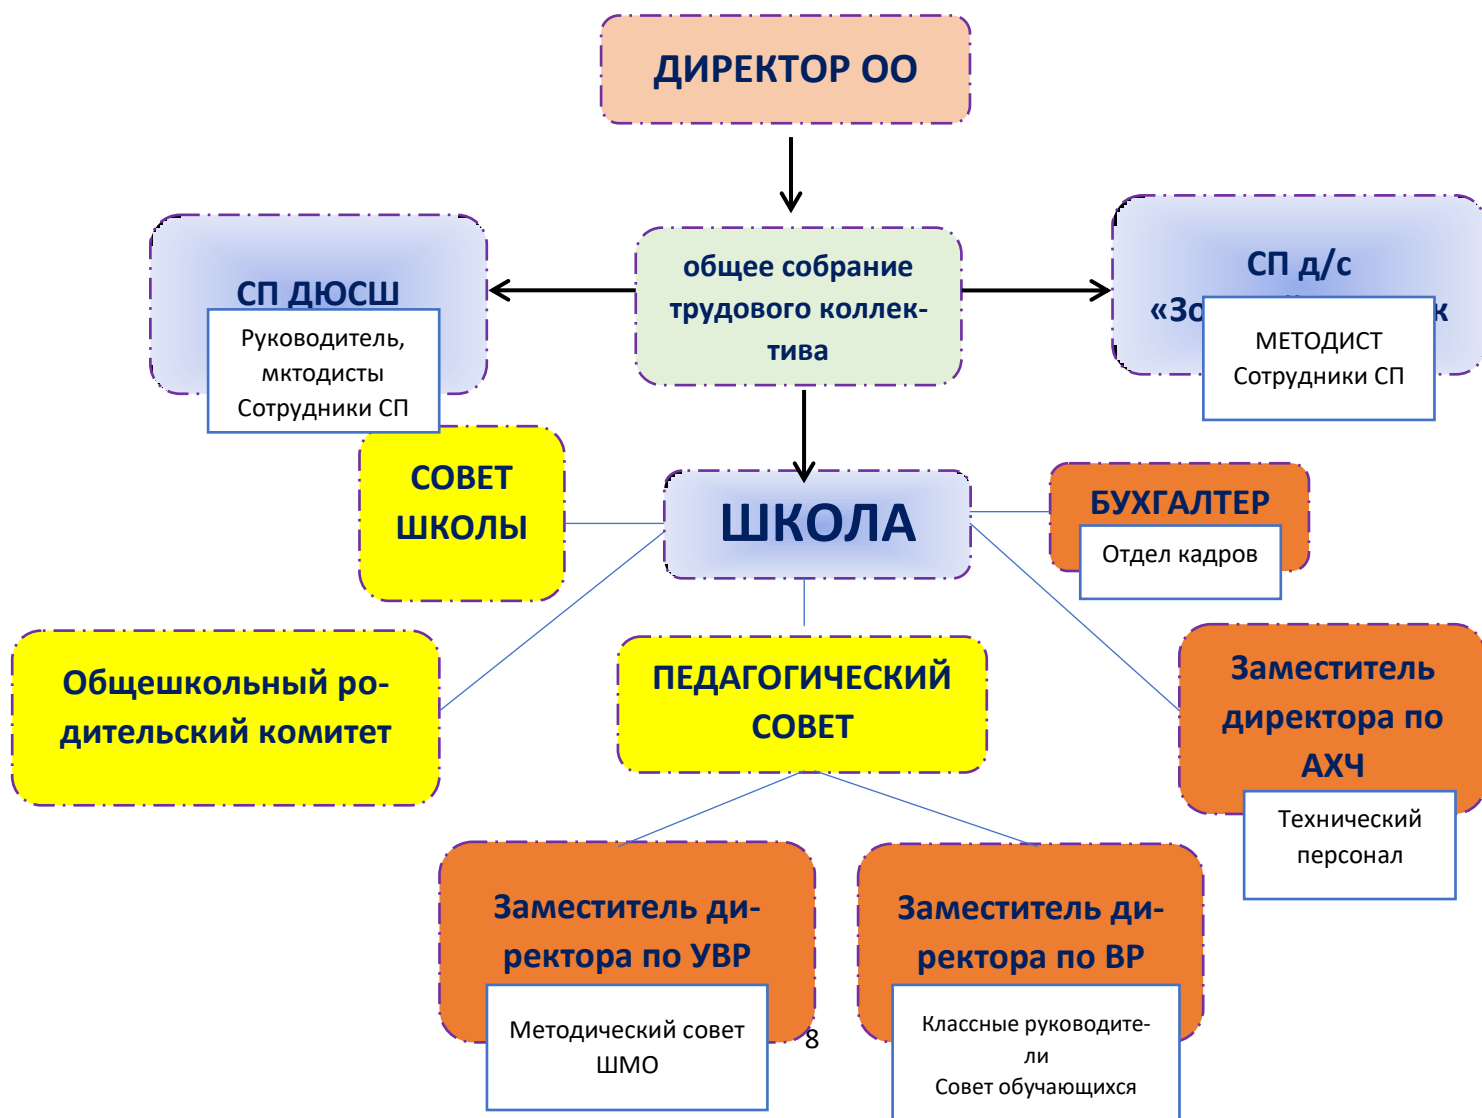 ДИРЕКТОР ОО
общее собрание
трудового коллек-
тива
СП ДЮСШ
Руководитель,
мктодисты
Сотрудники СП
СП д/с
МЕТОДИСТ
Сотрудники СП
СОВЕТ
ШКОЛЫ
ШКОЛА
БУХГАЛТЕР
Отдел кадров
Общешкольный ро-
дительский комитет
ПЕДАГОГИЧЕСКИЙ
СОВЕТ
Заместитель
директора по
АХЧ
Технический
персонал
Заместитель ди-
ректора по УВР
Методический совет
ШМО
Заместитель ди-
ректора по ВР
Классные руководите-
ли
Совет обучающихся
8